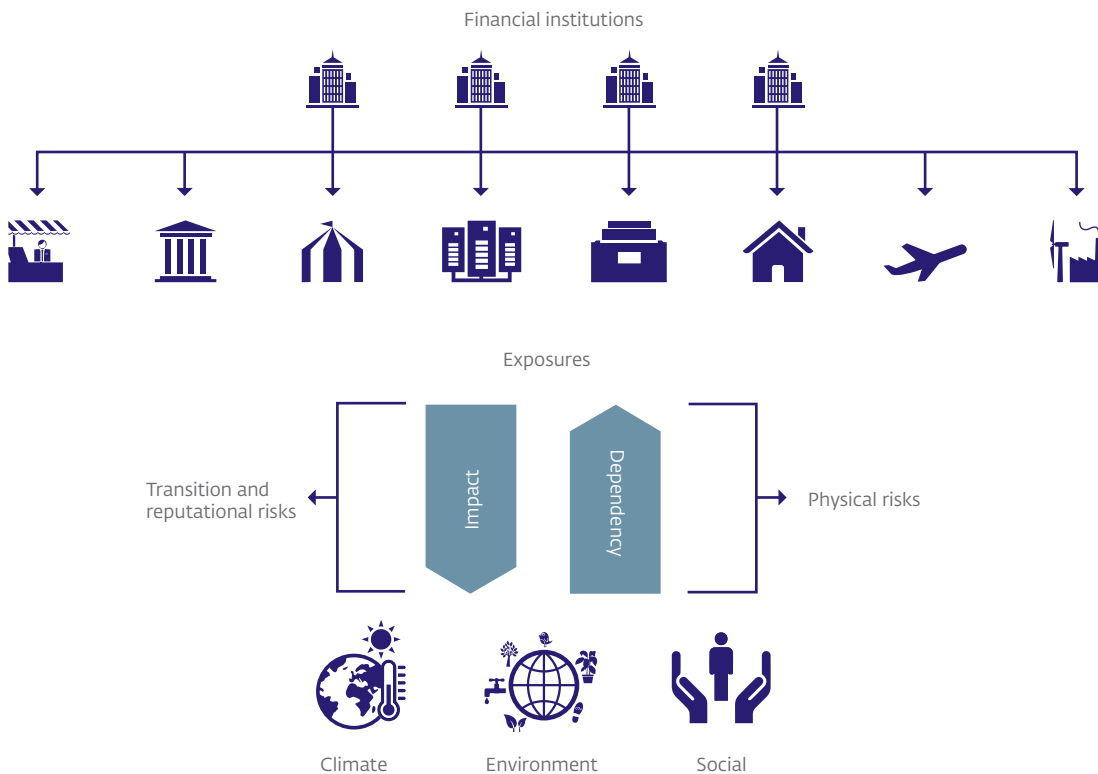 Financial institutions
Exposures
Impact
Dependency
Transition and
reputational risks
Physical risks
Climate
Environment
Social